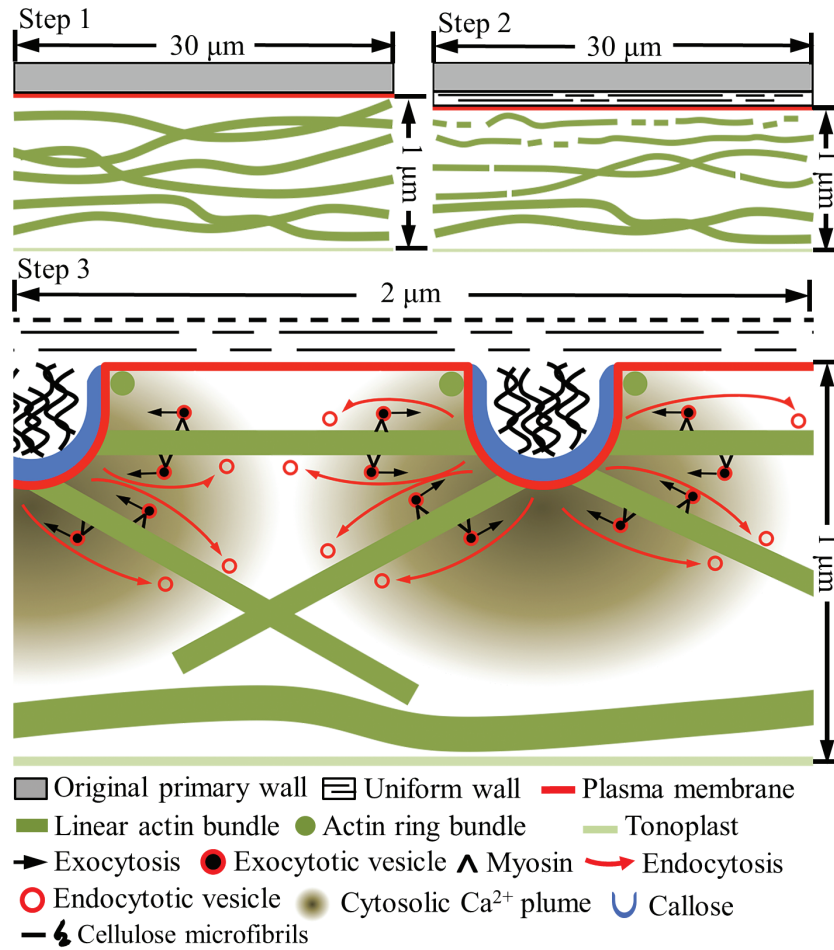 Step 1
Step 2
30 μm
30 μm
1 μm
1 μm
Step 3
2 μm
1 μm
Original primary wall Uniform wall Plasma membrane
Linear actin bundle Actin ring bundle Tonoplast
Exocytosis Exocytotic vesicle Myosin Endocytosis
Endocytotic vesicle Cytosolic Ca²⁺ plume Callose
Cellulose microfibrils